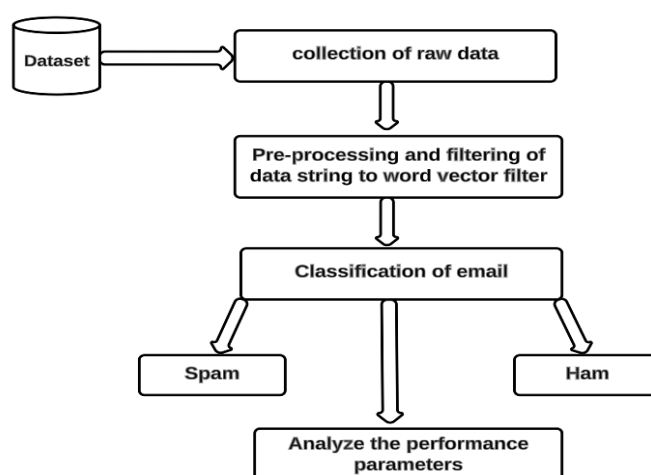 Dataset
collection of raw data
Pre-processing and filtering of
data string to word vector filter
Classification of email
Spam
Ham
Analyze the performance
parameters